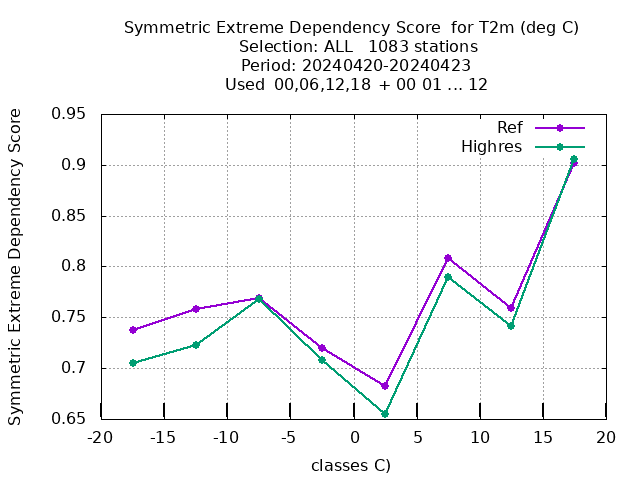 Symmetric Extreme Dependency Score  for T2m (deg C)
Selection: ALL   1083 stations
Period: 20240420-20240423
Used  00,06,12,18 + 00 01 ... 12
Symmetric Extreme Dependency Score
0.95
0.9
0.85
0.8
0.75
0.7
0.65
Ref
Highres
-20 -15 -10 -5 0 5 10 15 20
classes C)